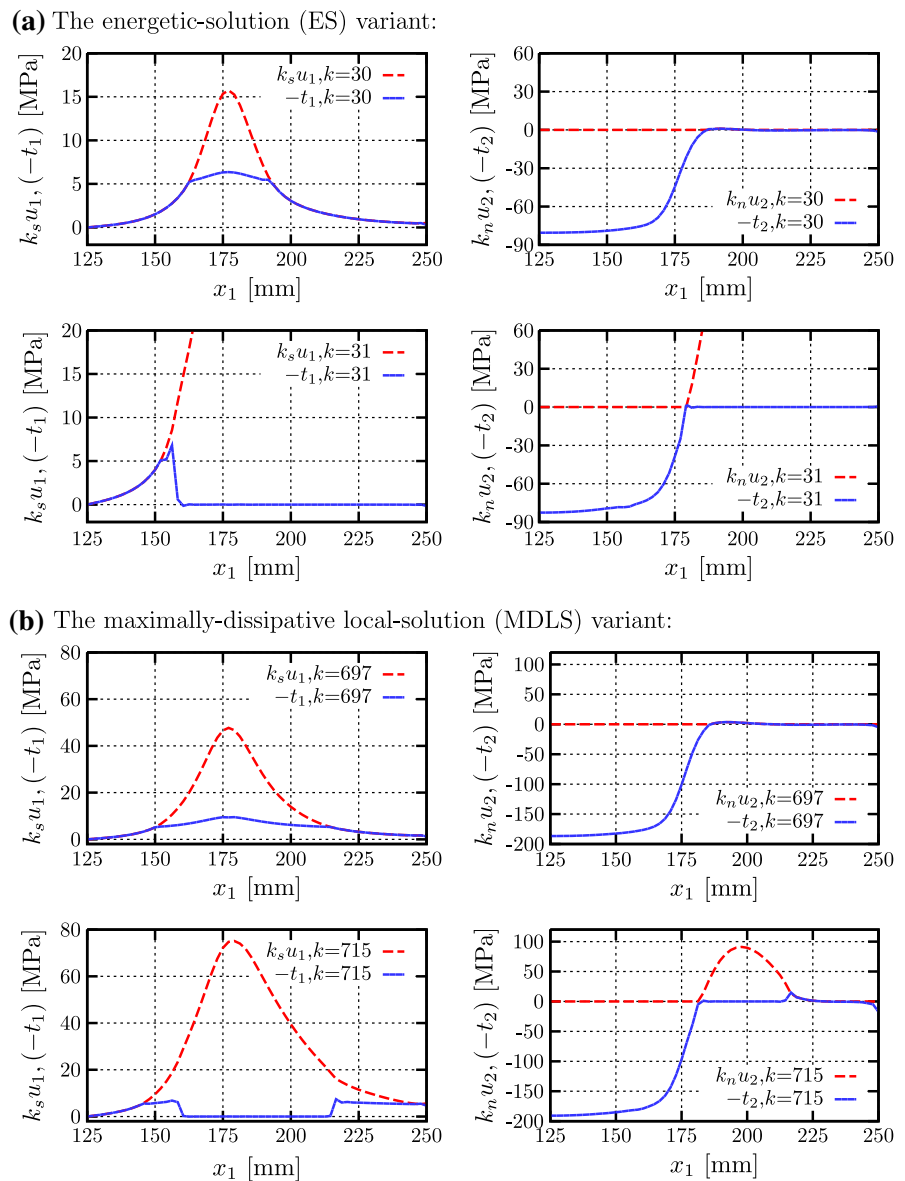 (a) The energetic-solution (ES) variant:
k_s u_1, (−t_1) [MPa]
20
15
10
5
0
k_s u_1, k=30
−t_1, k=30
125 150 175 200 225 250
x_1 [mm]
k_n u_2, (−t_2) [MPa]
60
30
0
-30
-60
-90
k_n u_2, k=30
−t_2, k=30
125 150 175 200 225 250
x_1 [mm]
k_s u_1, (−t_1) [MPa]
20
15
10
5
0
k_s u_1, k=31
−t_1, k=31
125 150 175 200 225 250
x_1 [mm]
k_n u_2, (−t_2) [MPa]
60
30
0
-30
-60
-90
k_n u_2, k=31
−t_2, k=31
125 150 175 200 225 250
x_1 [mm]
(b) The maximally-dissipative local-solution (MDLS) variant:
k_s u_1, (−t_1) [MPa]
80
60
40
20
0
k_s u_1, k=697
−t_1, k=697
125 150 175 200 225 250
x_1 [mm]
k_n u_2, (−t_2) [MPa]
100
50
0
-50
-100
-150
-200
k_n u_2, k=697
−t_2, k=697
125 150 175 200 225 250
x_1 [mm]
k_s u_1, (−t_1) [MPa]
80
60
40
20
0
k_s u_1, k=715
−t_1, k=715
125 150 175 200 225 250
x_1 [mm]
k_n u_2, (−t_2) [MPa]
100
50
0
-50
-100
-150
-200
k_n u_2, k=715
−t_2, k=715
125 150 175 200 225 250
x_1 [mm]